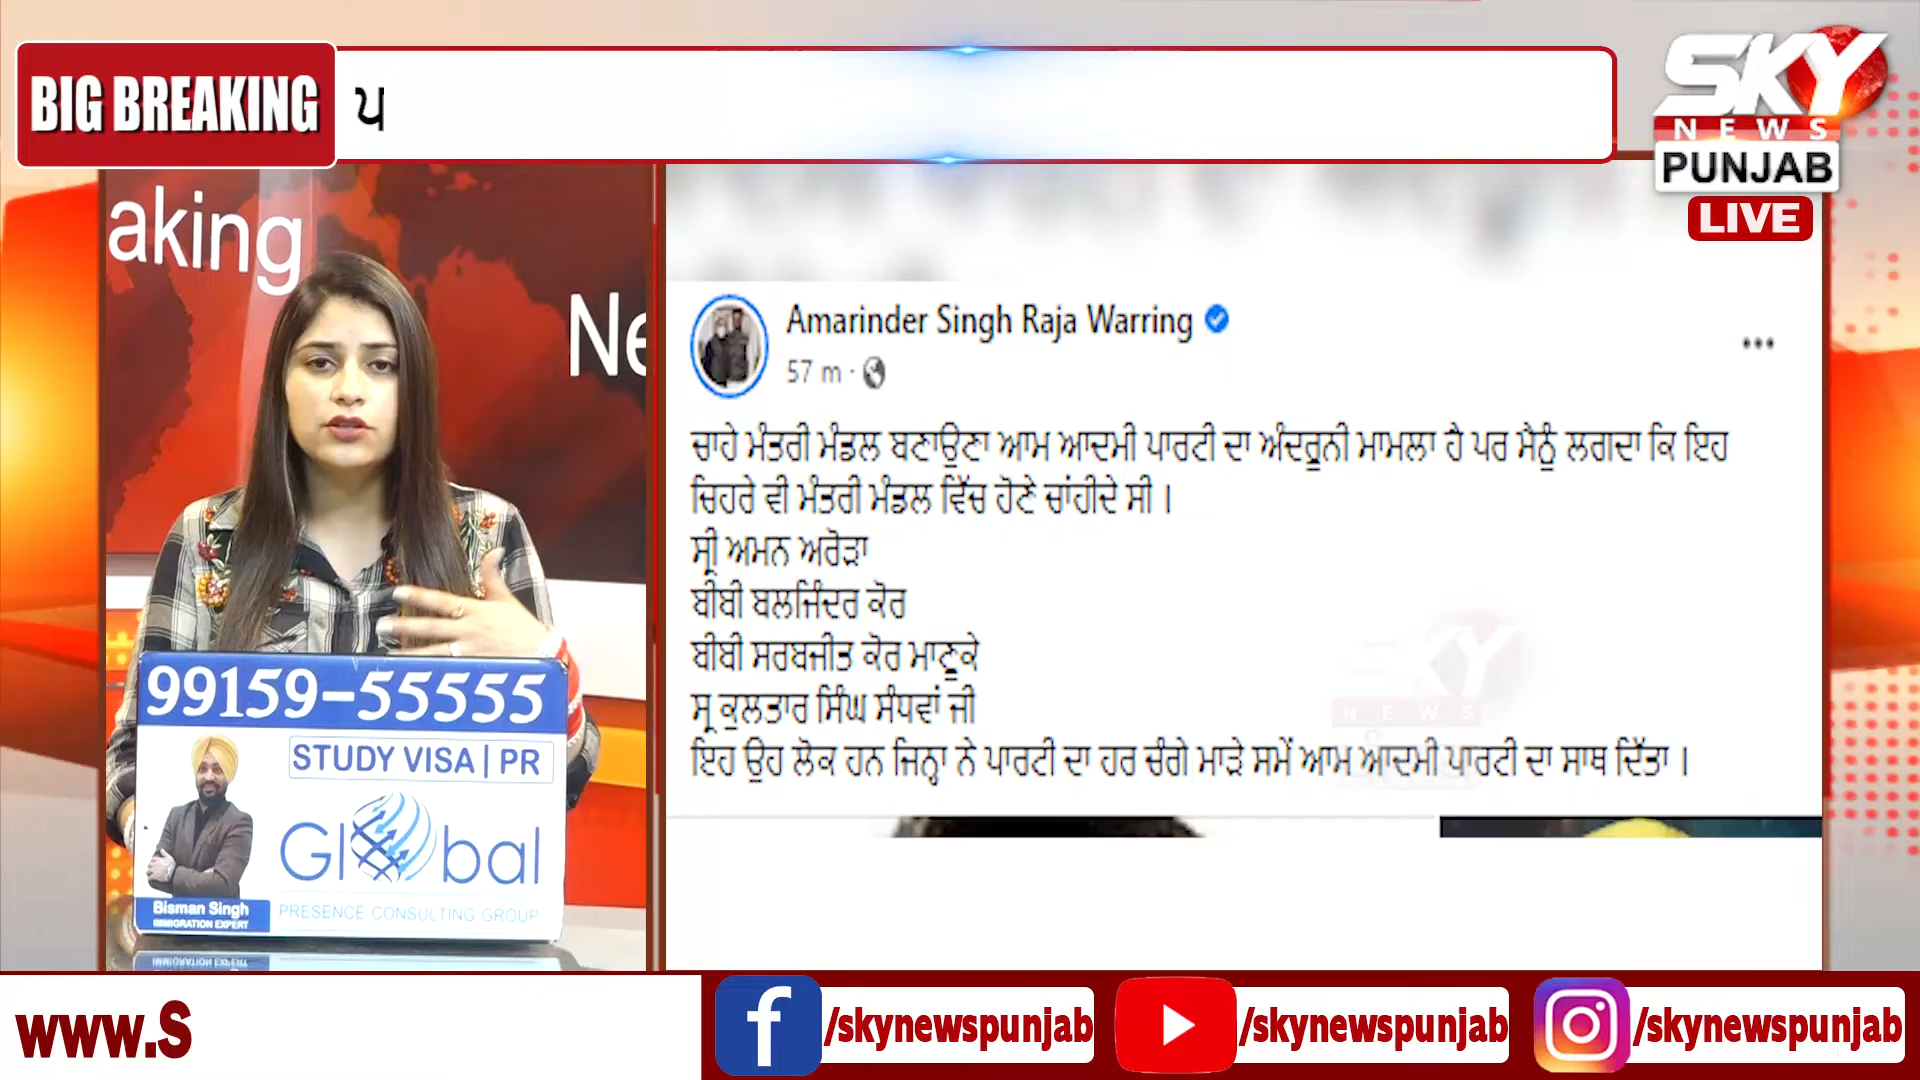 BIG BREAKING
ਪ
SKY
NEWS
PUNJAB
LIVE
aking
Ne
Amarinder Singh Raja Warring
57 m ·
ਚਾਹੇ ਮੰਤਰੀ ਮੰਡਲ ਬਣਾਉਣਾ ਆਮ ਆਦਮੀ ਪਾਰਟੀ ਦਾ ਅੰਦਰੂਨੀ ਮਾਮਲਾ ਹੈ ਪਰ ਮੈਨੂੰ ਲਗਦਾ ਕਿ ਇਹ
ਚਿਹਰੇ ਵੀ ਮੰਤਰੀ ਮੰਡਲ ਵਿੱਚ ਹੋਣੇ ਚਾਂਹੀਦੇ ਸੀ ।
ਸ੍ਰੀ ਅਮਨ ਅਰੋੜਾ
ਬੀਬੀ ਬਲਜਿੰਦਰ ਕੋਰ
ਬੀਬੀ ਸਰਬਜੀਤ ਕੋਰ ਮਾਣੂਕੇ
ਸ੍ਰ ਕੁਲਤਾਰ ਸਿੰਘ ਸੰਧਵਾਂ ਜੀ
ਇਹ ਉਹ ਲੋਕ ਹਨ ਜਿਨ੍ਹਾ ਨੇ ਪਾਰਟੀ ਦਾ ਹਰ ਚੰਗੇ ਮਾੜੇ ਸਮੇਂ ਆਮ ਆਦਮੀ ਪਾਰਟੀ ਦਾ ਸਾਥ ਦਿੱਤਾ ।
SKY
NEWS
99159-55555
STUDY VISA | PR
Global
PRESENCE CONSULTING GROUP
Bisman Singh
IMMIGRATION EXPERT
www.S
/skynewspunjab
/skynewspunjab
/skynewspunjab